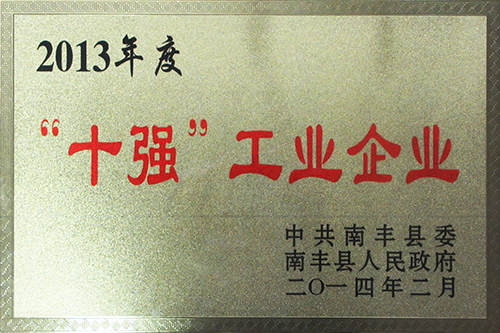 2013年度
“十强”工业企业
中共南丰县委
南丰县人民政府
二O一四年二月